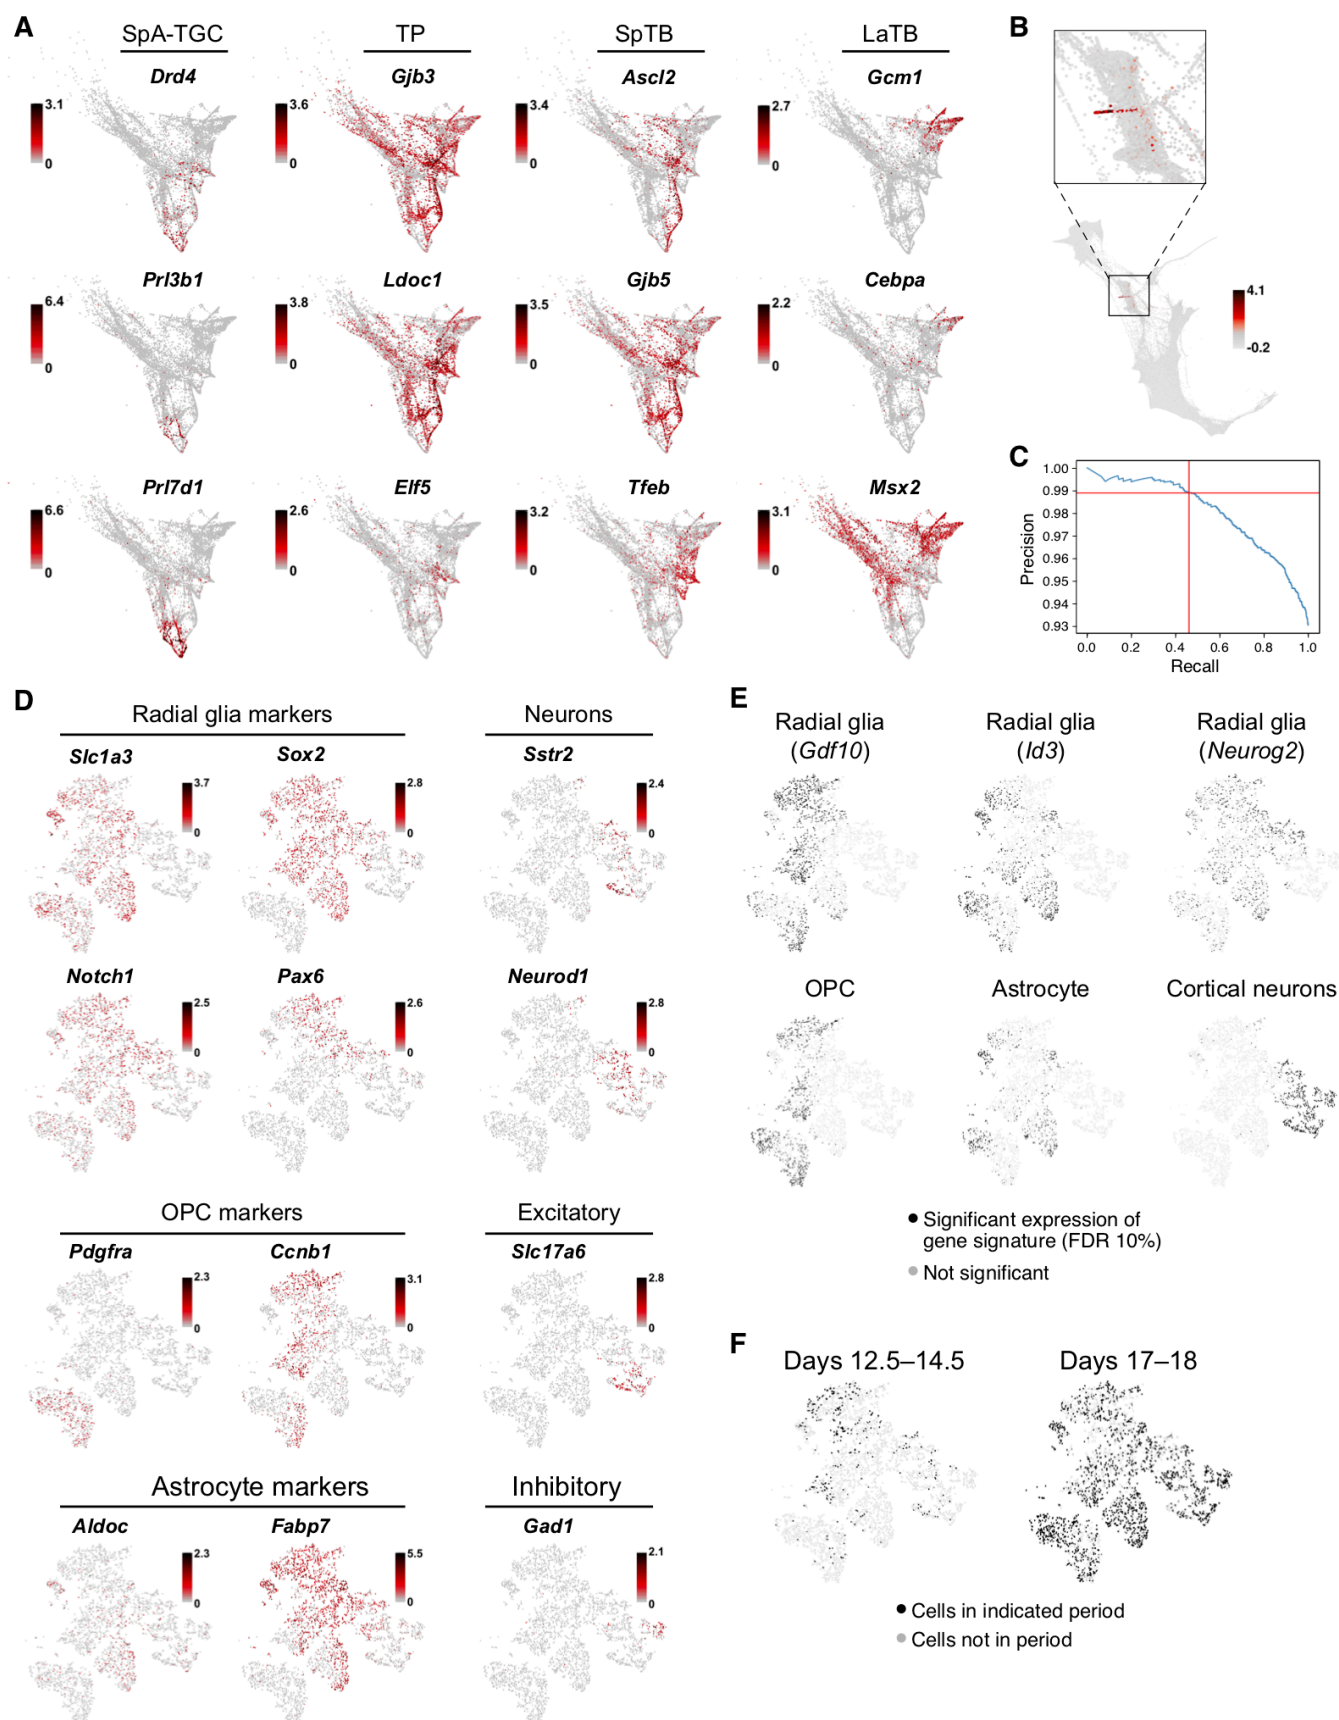 A
SpA-TGC
TP
SpTB
LaTB
Drd4
Gjb3
Ascl2
Gcm1
3.1
0
3.6
0
3.4
0
2.7
0
Prl3b1
Ldoc1
Gjb5
Cebpa
6.4
0
3.8
0
3.5
0
2.2
0
Prl7d1
Elf5
Tfeb
Msx2
6.6
0
2.6
0
3.2
0
3.1
0
B
4.1
-0.2
C
1.00
0.99
0.98
0.97
0.96
0.95
0.94
0.93
Precision
0.0 0.2 0.4 0.6 0.8 1.0
Recall
D
Radial glia markers
Neurons
Slc1a3
Sox2
Sstr2
3.7
0
2.8
0
2.4
0
Notch1
Pax6
Neurod1
2.5
0
2.6
0
2.8
0
OPC markers
Excitatory
Pdgfra
Ccnb1
Slc17a6
2.3
0
3.1
0
2.8
0
Astrocyte markers
Inhibitory
Aldoc
Fabp7
Gad1
2.3
0
5.5
0
2.1
0
E
Radial glia
(Gdf10)
Radial glia
(Id3)
Radial glia
(Neurog2)
OPC
Astrocyte
Cortical neurons
Significant expression of
gene signature (FDR 10%)
Not significant
F
Days 12.5–14.5
Days 17–18
Cells in indicated period
Cells not in period